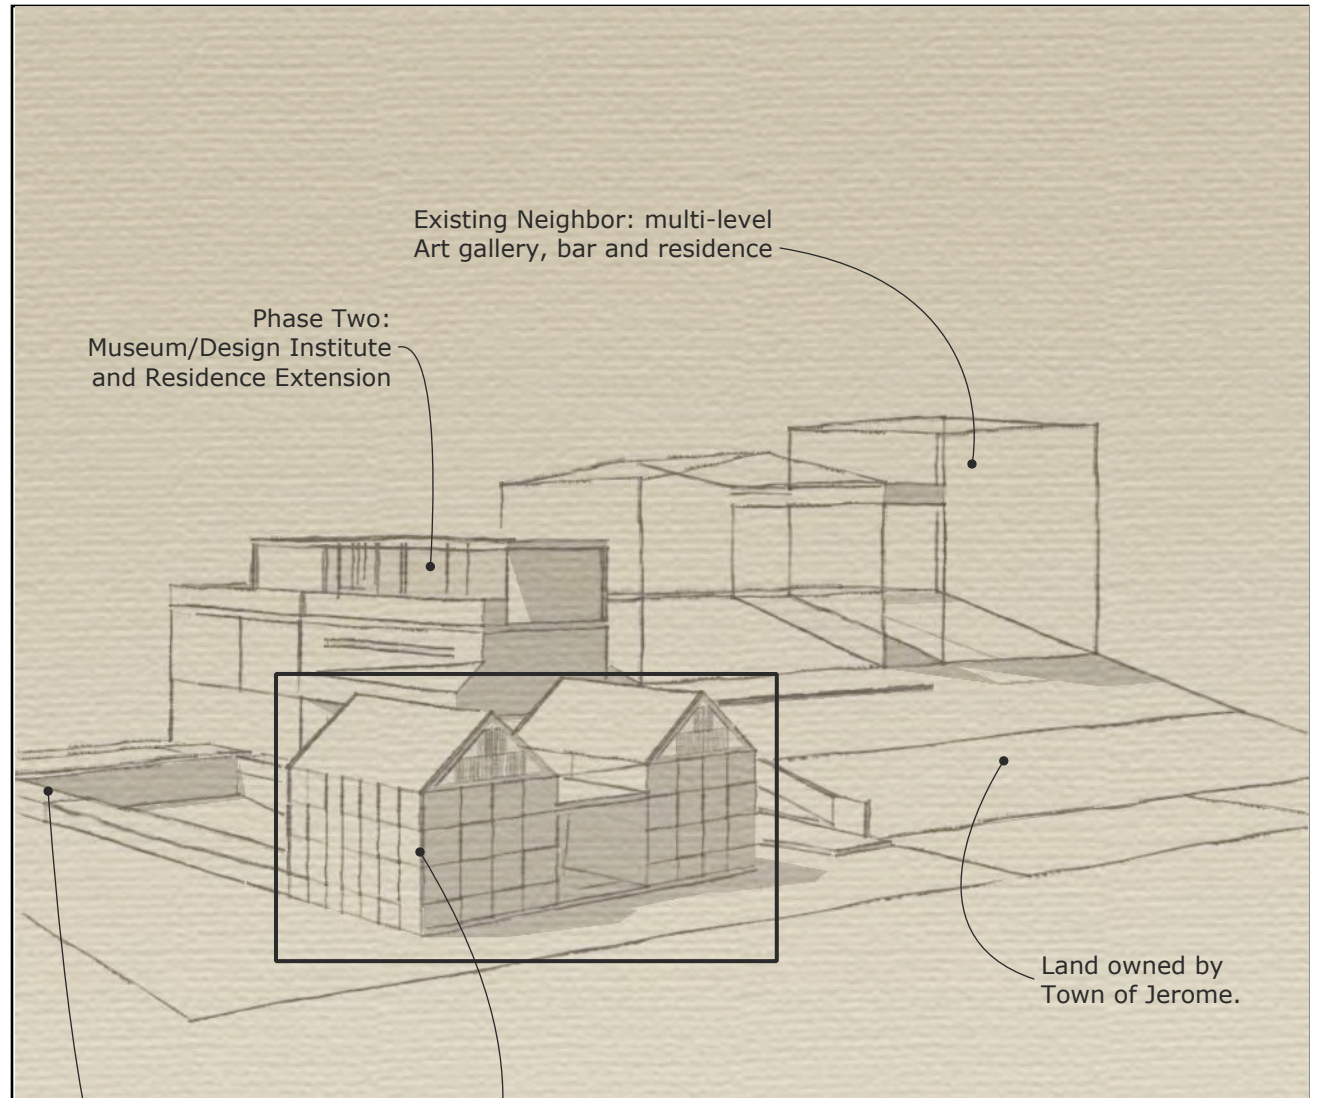 Existing Neighbor: multi-level
Art gallery, bar and residence
Phase Two:
Museum/Design Institute
and Residence Extension
Land owned by
Town of Jerome.